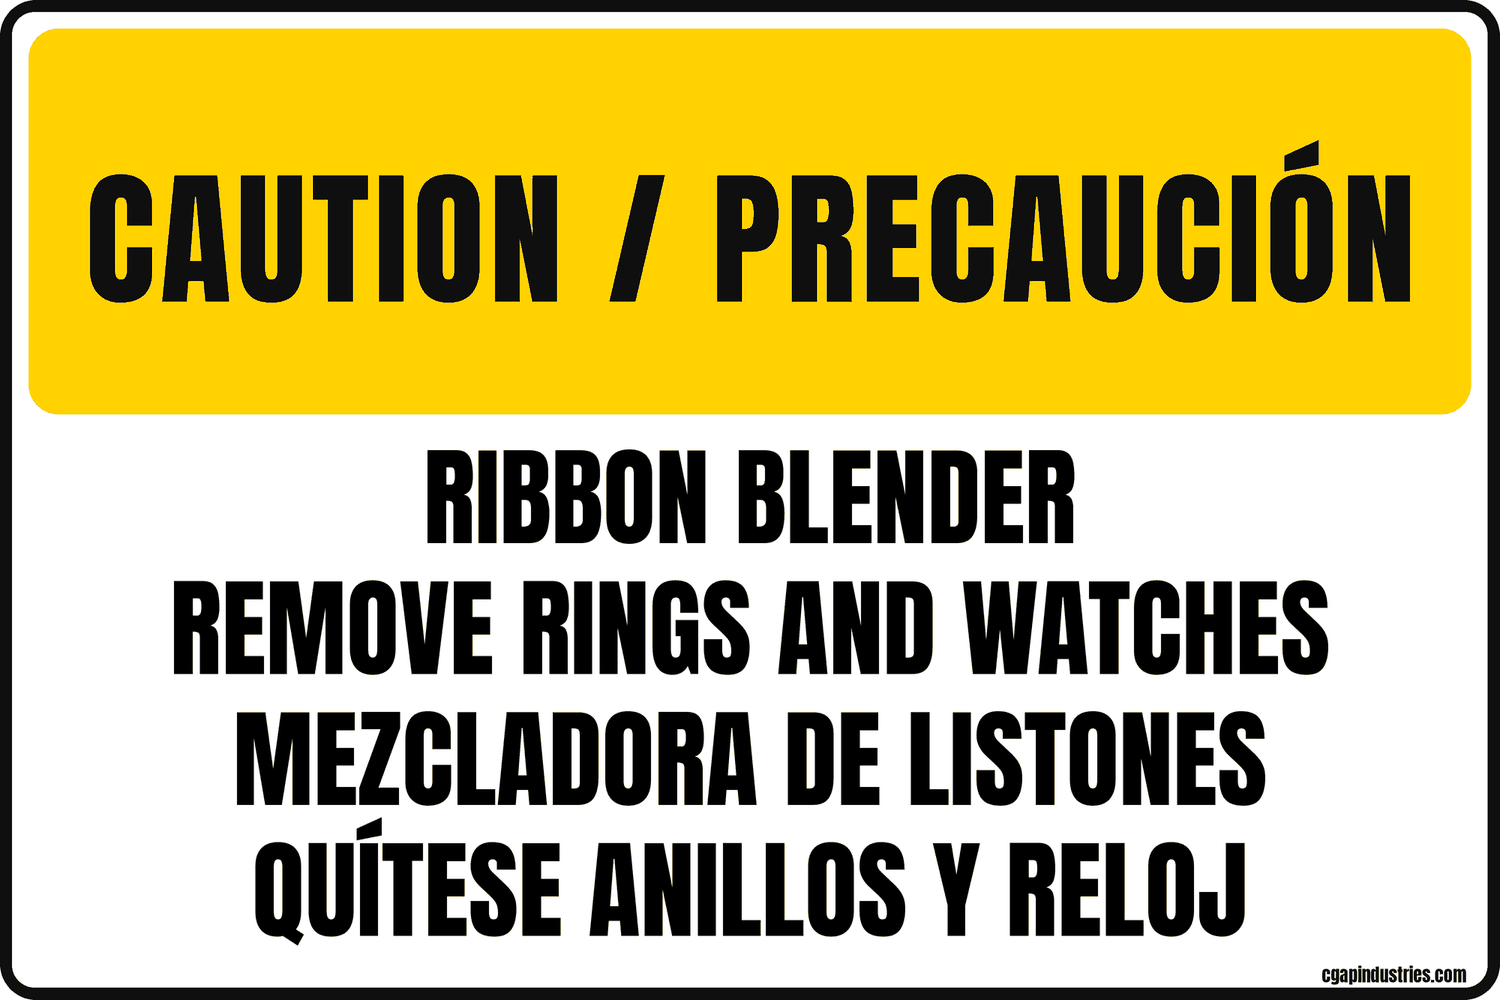 CAUTION / PRECAUCIÓN
RIBBON BLENDER
REMOVE RINGS AND WATCHES
MEZCLADORA DE LISTONES
QUÍTESE ANILLOS Y RELOJ
cgapindustries.com